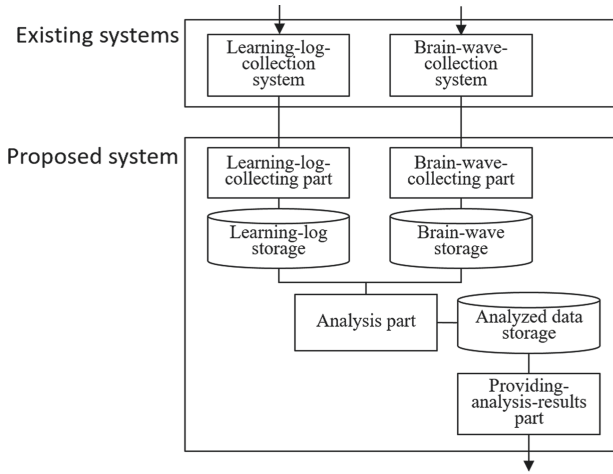 Existing systems
Learning-log-
collection
system
Brain-wave-
collection
system
Proposed system
Learning-log-
collecting part
Brain-wave-
collecting part
Learning-log
storage
Brain-wave
storage
Analysis part
Analyzed data
storage
Providing-
analysis-results
part